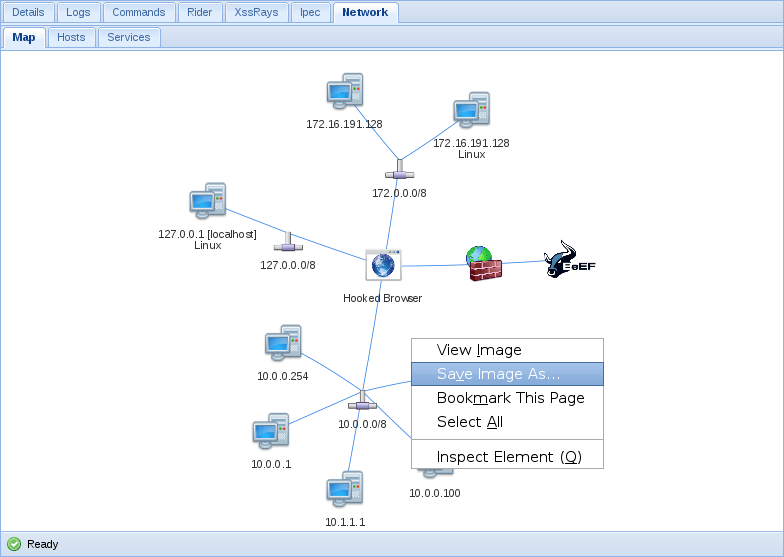 Details Logs Commands Rider XssRays Ipec Network
Map Hosts Services
172.16.191.128
172.16.191.128
Linux
172.0.0.0/8
127.0.0.1 [localhost]
Linux
127.0.0.0/8
BeEF
Hooked Browser
View Image
Save Image As...
Bookmark This Page
Select All
Inspect Element (Q)
10.0.0.254
10.0.0.0/8
10.0.0.1
10.0.0.100
10.1.1.1
Ready